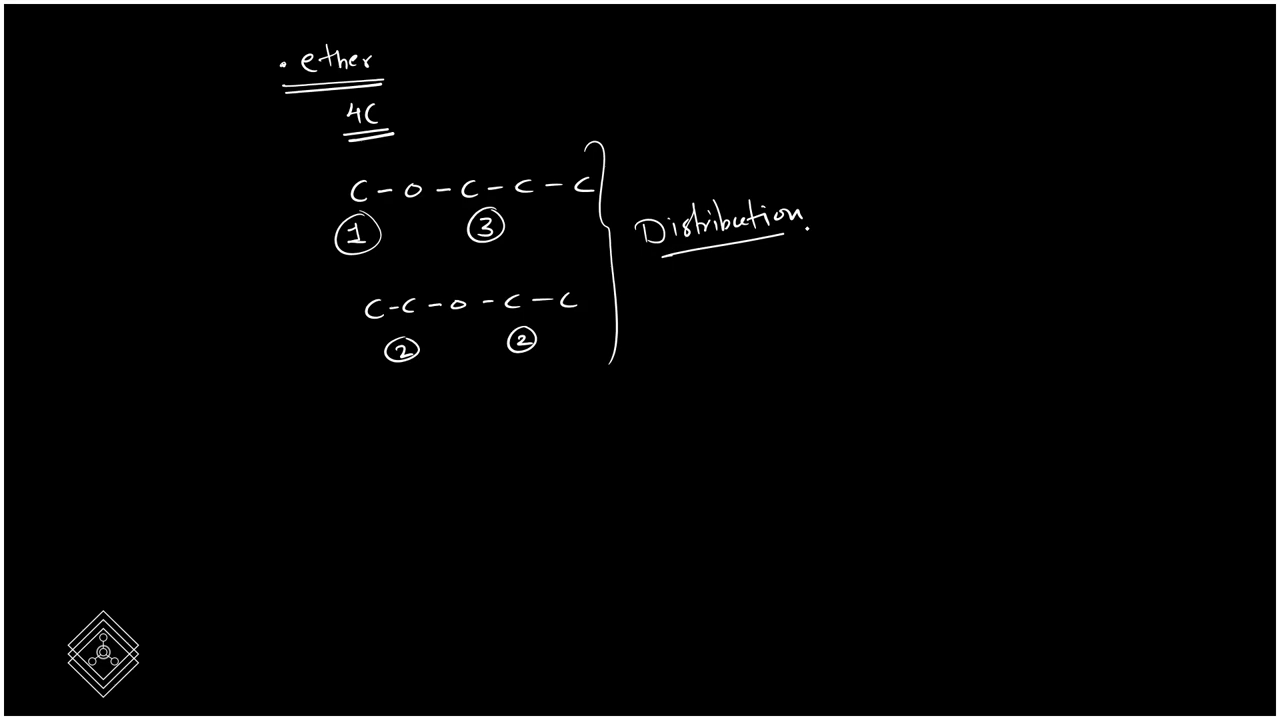 . ether
4C
C - O - C - C - C
1 3
Distribution.
C - C - O - C - C
2 2